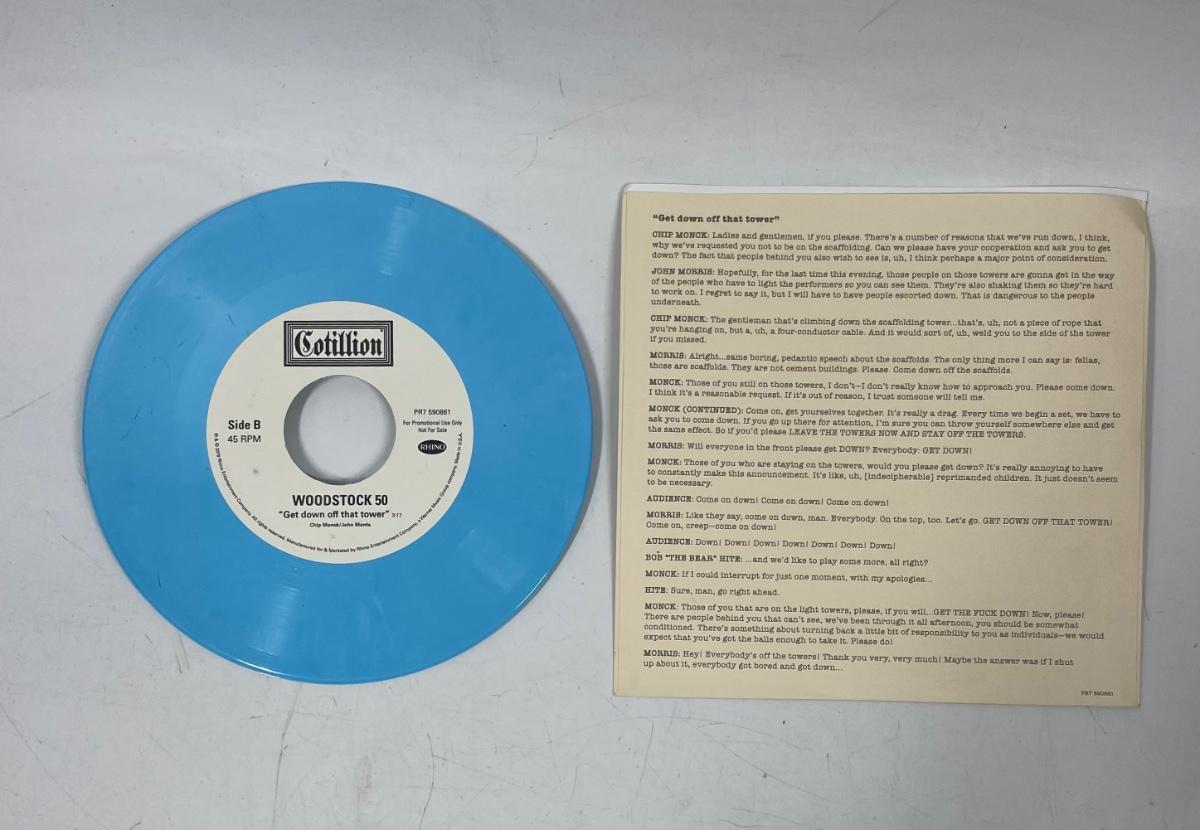 Cotillion
Side B
45 RPM
PR7 590861
For Promotional Use Only
Not For Sale
RHINO
WOODSTOCK 50
"Get down off that tower" 3:17
Chip Monck/John Morris
Rhino Entertainment Company. All rights reserved. Manufactured for & Marketed by Rhino Entertainment Company, a Warner Music Group company. Made in U.S.A.
"Get down off that tower"
CHIP MONCK: Ladies and gentlemen, if you please. There's a number of reasons that we've run down, I think,
why we've requested you not to be on the scaffolding. Can we please have your cooperation and ask you to get
down? The fact that people behind you also wish to see is, uh, I think perhaps a major point of consideration.
JOHN MORRIS: Hopefully, for the last time this evening, those people on those towers are gonna get in the way
of the people who have to light the performers so you can see them. They're also shaking them so they're hard
to work on. I regret to say it, but I will have to have people escorted down. That is dangerous to the people
underneath.
CHIP MONCK: The gentleman that's climbing down the scaffolding tower...that's, uh, not a piece of rope that
you're hanging on, but a, uh, a four-conductor cable. And it would sort of, uh, weld you to the side of the tower
if you missed.
MORRIS: Alright...same boring, pedantic speech about the scaffolds. The only thing more I can say is: fellas,
those are scaffolds. They are not cement buildings. Please. Come down off the scaffolds.
MONCK: Those of you still on those towers, I don't—I don't really know how to approach you. Please come down.
I think it's a reasonable request. If it's out of reason, I trust someone will tell me.
MONCK (CONTINUED): Come on, get yourselves together. It's really a drag. Every time we begin a set, we have to
ask you to come down. If you go up there for attention, I'm sure you can throw yourself somewhere else and get
the same effect. So if you'd please LEAVE THE TOWERS NOW AND STAY OFF THE TOWERS.
MORRIS: Will everyone in the front please get DOWN? Everybody: GET DOWN!
MONCK: Those of you who are staying on the towers, would you please get down? It's really annoying to have
to constantly make this announcement. It's like, uh, [indecipherable] reprimanded children. It just doesn't seem
to be necessary.
AUDIENCE: Come on down! Come on down! Come on down!
MORRIS: Like they say, come on down, man. Everybody. On the top, too. Let's go. GET DOWN OFF THAT TOWER!
Come on, creep—come on down!
AUDIENCE: Down! Down! Down! Down! Down! Down! Down!
BOB "THE BEAR" HITE: ...and we'd like to play some more, all right?
MONCK: If I could interrupt for just one moment, with my apologies...
HITE: Sure, man, go right ahead.
MONCK: Those of you that are on the light towers, please, if you will...GET THE FUCK DOWN! Now, please!
There are people behind you that can't see, we've been through it all afternoon, you should be somewhat
conditioned. There's something about turning back a little bit of responsibility to you as individuals—we would
expect that you've got the balls enough to take it. Please do!
MORRIS: Hey! Everybody's off the towers! Thank you very, very much! Maybe the answer was if I shut
up about it, everybody got bored and got down...
PR7 590861